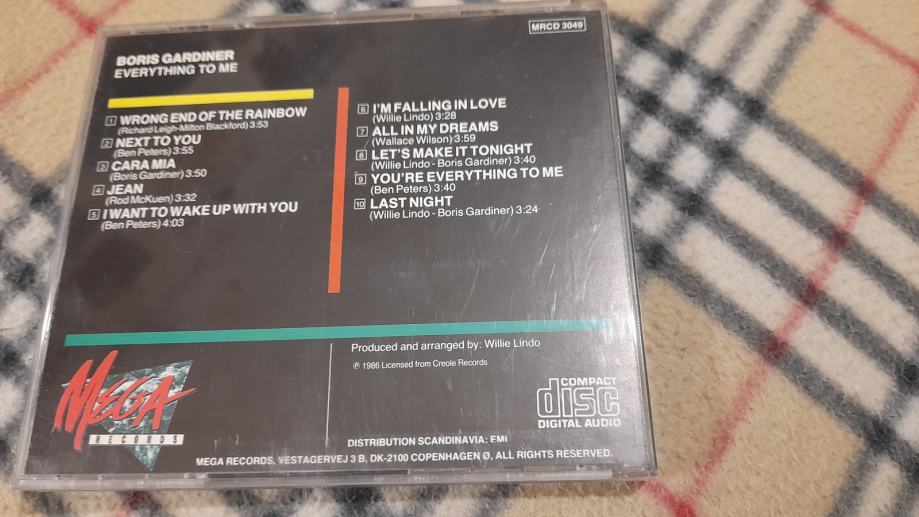 MRCD 3049
BORIS GARDINER
EVERYTHING TO ME
1 WRONG END OF THE RAINBOW
(Richard Leigh-Milton Blackford) 3:53
2 NEXT TO YOU
(Ben Peters) 3:55
3 CARA MIA
(Boris Gardiner) 3:50
4 JEAN
(Rod McKuen) 3:32
5 I WANT TO WAKE UP WITH YOU
(Ben Peters) 4:03
6 I'M FALLING IN LOVE
(Willie Lindo) 3:28
7 ALL IN MY DREAMS
(Wallace Wilson) 3:59
8 LET'S MAKE IT TONIGHT
(Willie Lindo - Boris Gardiner) 3:40
9 YOU'RE EVERYTHING TO ME
(Ben Peters) 3:40
10 LAST NIGHT
(Willie Lindo - Boris Gardiner) 3:24
Produced and arranged by: Willie Lindo
℗ 1986 Licensed from Creole Records
MEGA
RECORDS
COMPACT
disc
DIGITAL AUDIO
DISTRIBUTION SCANDINAVIA: EMI
MEGA RECORDS, VESTAGERVEJ 3 B, DK-2100 COPENHAGEN Ø, ALL RIGHTS RESERVED.